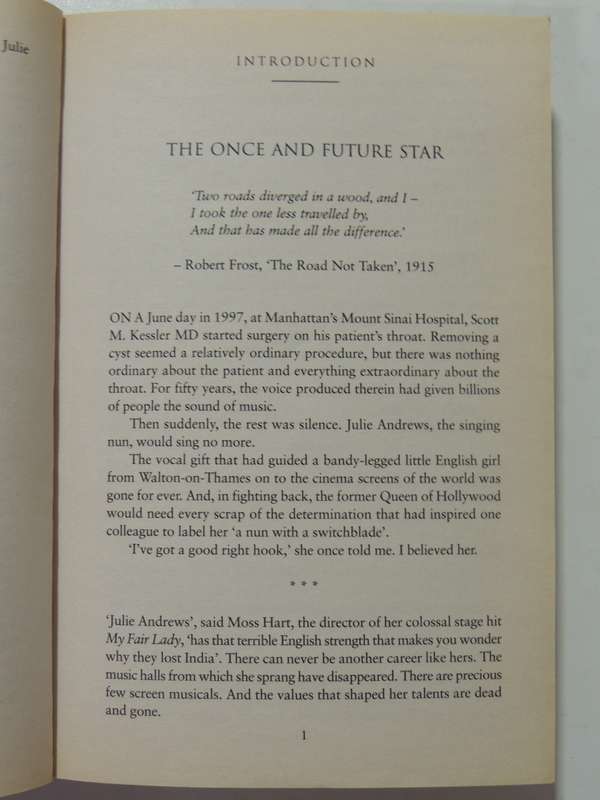 Julie
INTRODUCTION
THE ONCE AND FUTURE STAR
‘Two roads diverged in a wood, and I –
I took the one less travelled by,
And that has made all the difference.’
– Robert Frost, ‘The Road Not Taken’, 1915
ON A June day in 1997, at Manhattan’s Mount Sinai Hospital, Scott
M. Kessler MD started surgery on his patient’s throat. Removing a
cyst seemed a relatively ordinary procedure, but there was nothing
ordinary about the patient and everything extraordinary about the
throat. For fifty years, the voice produced therein had given billions
of people the sound of music.
Then suddenly, the rest was silence. Julie Andrews, the singing
nun, would sing no more.
The vocal gift that had guided a bandy-legged little English girl
from Walton-on-Thames on to the cinema screens of the world was
gone for ever. And, in fighting back, the former Queen of Hollywood
would need every scrap of the determination that had inspired one
colleague to label her ‘a nun with a switchblade’.
‘I’ve got a good right hook,’ she once told me. I believed her.
* * *
‘Julie Andrews’, said Moss Hart, the director of her colossal stage hit
My Fair Lady, ‘has that terrible English strength that makes you wonder
why they lost India’. There can never be another career like hers. The
music halls from which she sprang have disappeared. There are precious
few screen musicals. And the values that shaped her talents are dead
and gone.
1